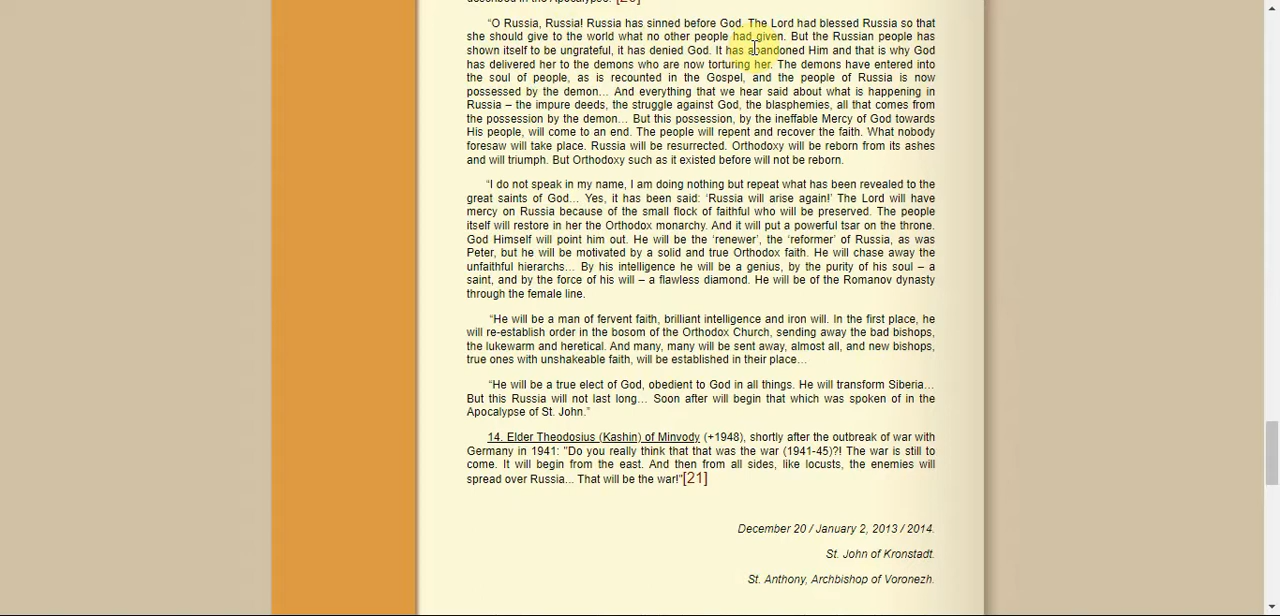 described in the Apocalypse." [20]
"O Russia, Russia! Russia has sinned before God. The Lord had blessed Russia so that
she should give to the world what no other people had given. But the Russian people has
shown itself to be ungrateful, it has denied God. It has abandoned Him and that is why God
has delivered her to the demons who are now torturing her. The demons have entered into
the soul of people, as is recounted in the Gospel, and the people of Russia is now
possessed by the demon… And everything that we hear said about what is happening in
Russia – the impure deeds, the struggle against God, the blasphemies, all that comes from
the possession by the demon… But this possession, by the ineffable Mercy of God towards
His people, will come to an end. The people will repent and recover the faith. What nobody
foresaw will take place. Russia will be resurrected. Orthodoxy will be reborn from its ashes
and will triumph. But Orthodoxy such as it existed before will not be reborn.
"I do not speak in my name, I am doing nothing but repeat what has been revealed to the
great saints of God… Yes, it has been said: 'Russia will arise again!' The Lord will have
mercy on Russia because of the small flock of faithful who will be preserved. The people
itself will restore in her the Orthodox monarchy. And it will put a powerful tsar on the throne.
God Himself will point him out. He will be the 'renewer', the 'reformer' of Russia, as was
Peter, but he will be motivated by a solid and true Orthodox faith. He will chase away the
unfaithful hierarchs… By his intelligence he will be a genius, by the purity of his soul – a
saint, and by the force of his will – a flawless diamond. He will be of the Romanov dynasty
through the female line.
"He will be a man of fervent faith, brilliant intelligence and iron will. In the first place, he
will re-establish order in the bosom of the Orthodox Church, sending away the bad bishops,
the lukewarm and heretical. And many, many will be sent away, almost all, and new bishops,
true ones with unshakeable faith, will be established in their place…
"He will be a true elect of God, obedient to God in all things. He will transform Siberia…
But this Russia will not last long… Soon after will begin that which was spoken of in the
Apocalypse of St. John."
14. Elder Theodosius (Kashin) of Minvody (+1948), shortly after the outbreak of war with
Germany in 1941: "Do you really think that that was the war (1941-45)?! The war is still to
come. It will begin from the east. And then from all sides, like locusts, the enemies will
spread over Russia... That will be the war!"[21]
December 20 / January 2, 2013 / 2014.
St. John of Kronstadt.
St. Anthony, Archbishop of Voronezh.